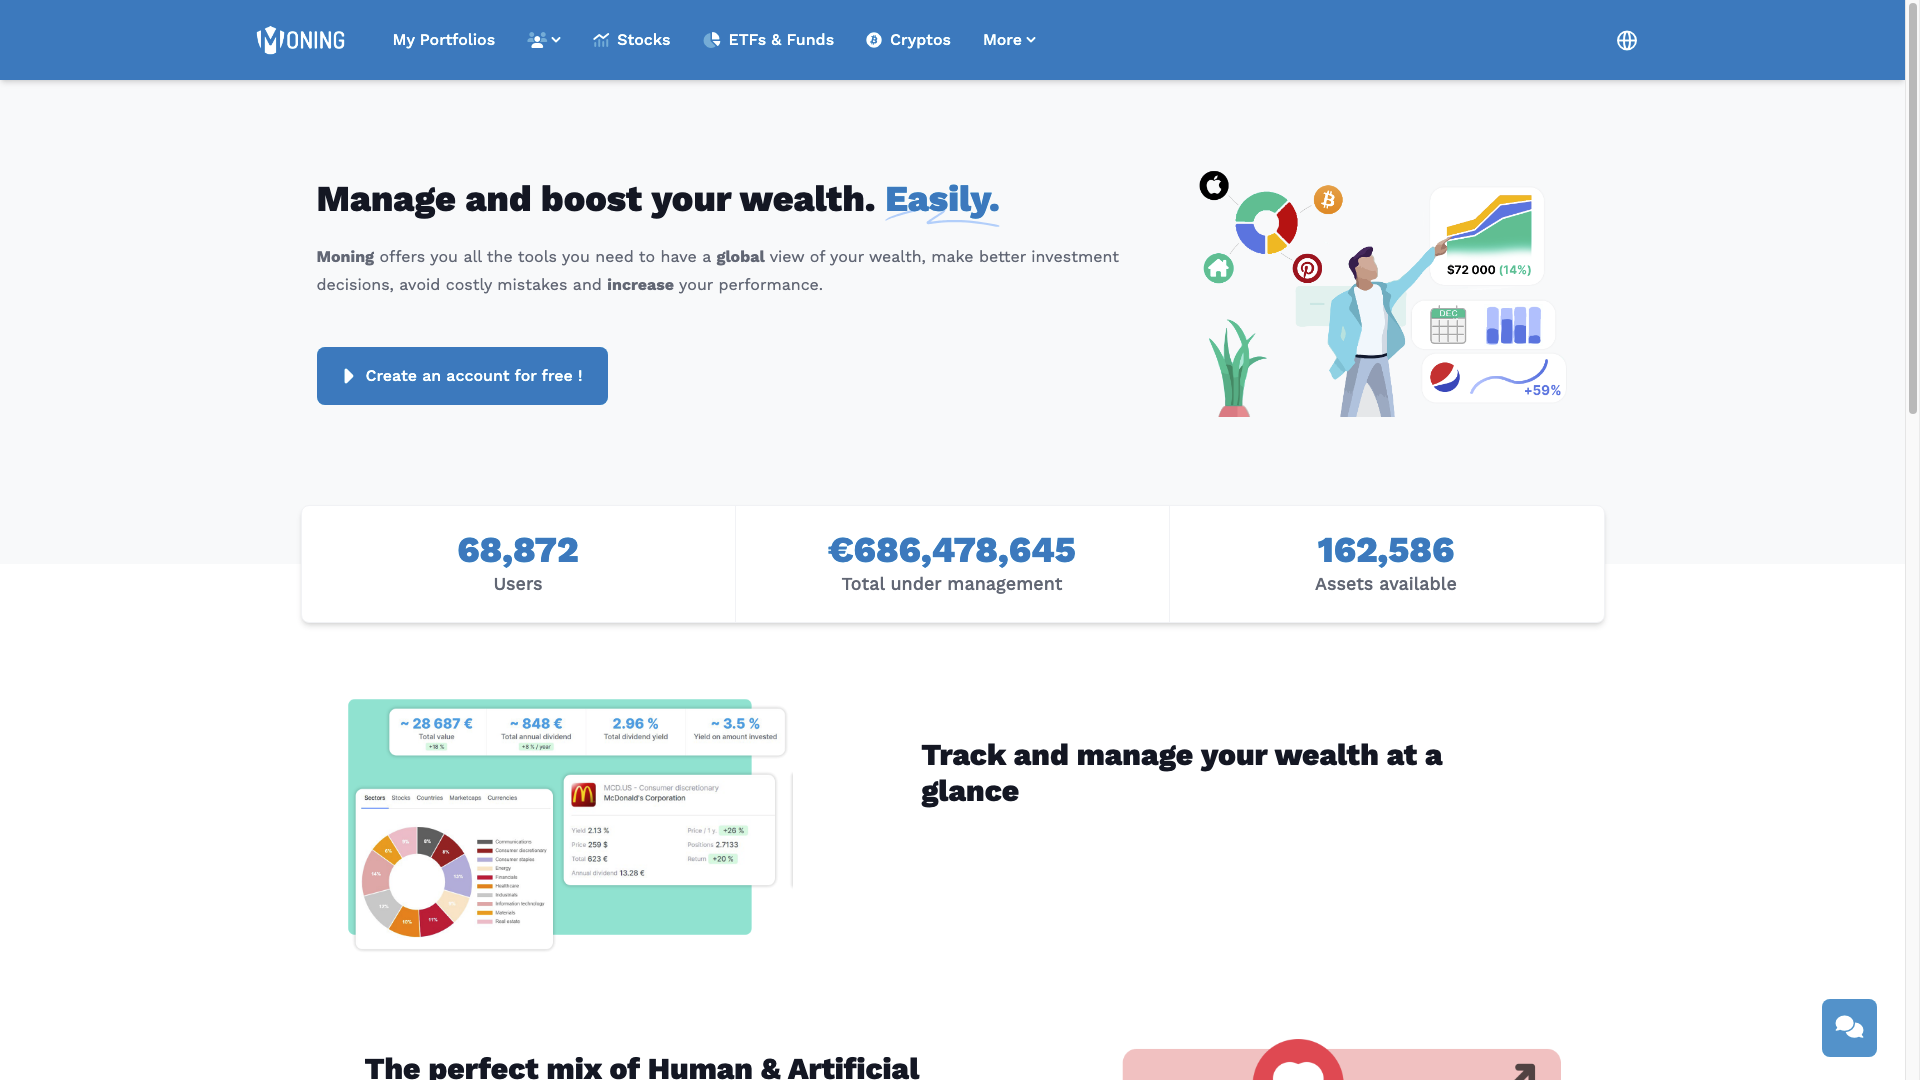 MONING
My Portfolios
Stocks
ETFs & Funds
Cryptos
More
Manage and boost your wealth. Easily.
Moning offers you all the tools you need to have a global view of your wealth, make better investment
decisions, avoid costly mistakes and increase your performance.
Create an account for free !
$72 000 (14%)
DEC
+59%
68,872
Users
€686,478,645
Total under management
162,586
Assets available
~ 28 687 €
Total value
+18 %
~ 848 €
Total annual dividend
+8 % / year
2.96 %
Total dividend yield
~ 3.5 %
Yield on amount invested
Sectors Stocks Countries Marketcaps Currencies
Communications
Consumer discretionary
Consumer staples
Energy
Financials
Healthcare
Industrials
Information technology
Materials
Real estate
MCD.US - Consumer discretionary
McDonald's Corporation
Yield 2.13 %
Price / 1 y. +26 %
Price 259 $
Positions 2.7133
Total 623 €
Return +20 %
Annual dividend 13.28 €
Track and manage your wealth at a
glance
The perfect mix of Human & Artificial